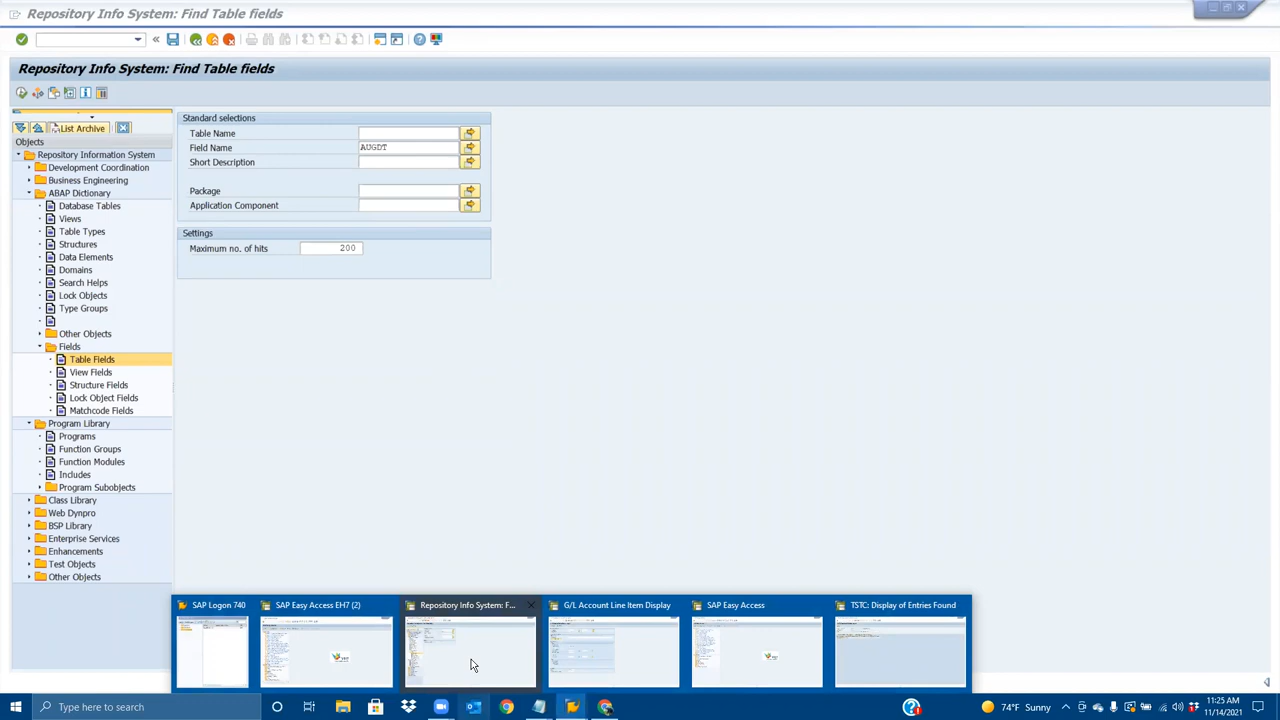 Repository Info System: Find Table fields
Repository Info System: Find Table fields
List Archive
Objects
Repository Information System
Development Coordination
Business Engineering
ABAP Dictionary
Database Tables
Views
Table Types
Structures
Data Elements
Domains
Search Helps
Lock Objects
Type Groups
Other Objects
Fields
Table Fields
View Fields
Structure Fields
Lock Object Fields
Matchcode Fields
Program Library
Programs
Function Groups
Function Modules
Includes
Program Subobjects
Class Library
Web Dynpro
BSP Library
Enterprise Services
Enhancements
Test Objects
Other Objects
Standard selections
Table Name
Field Name AUGDT
Short Description
Package
Application Component
Settings
Maximum no. of hits 200
SAP Logon 740
SAP Easy Access EH7 (2)
Repository Info System: F...
G/L Account Line Item Display
SAP Easy Access
TSTC: Display of Entries Found
Type here to search
74°F Sunny
11:25 AM
11/14/2021